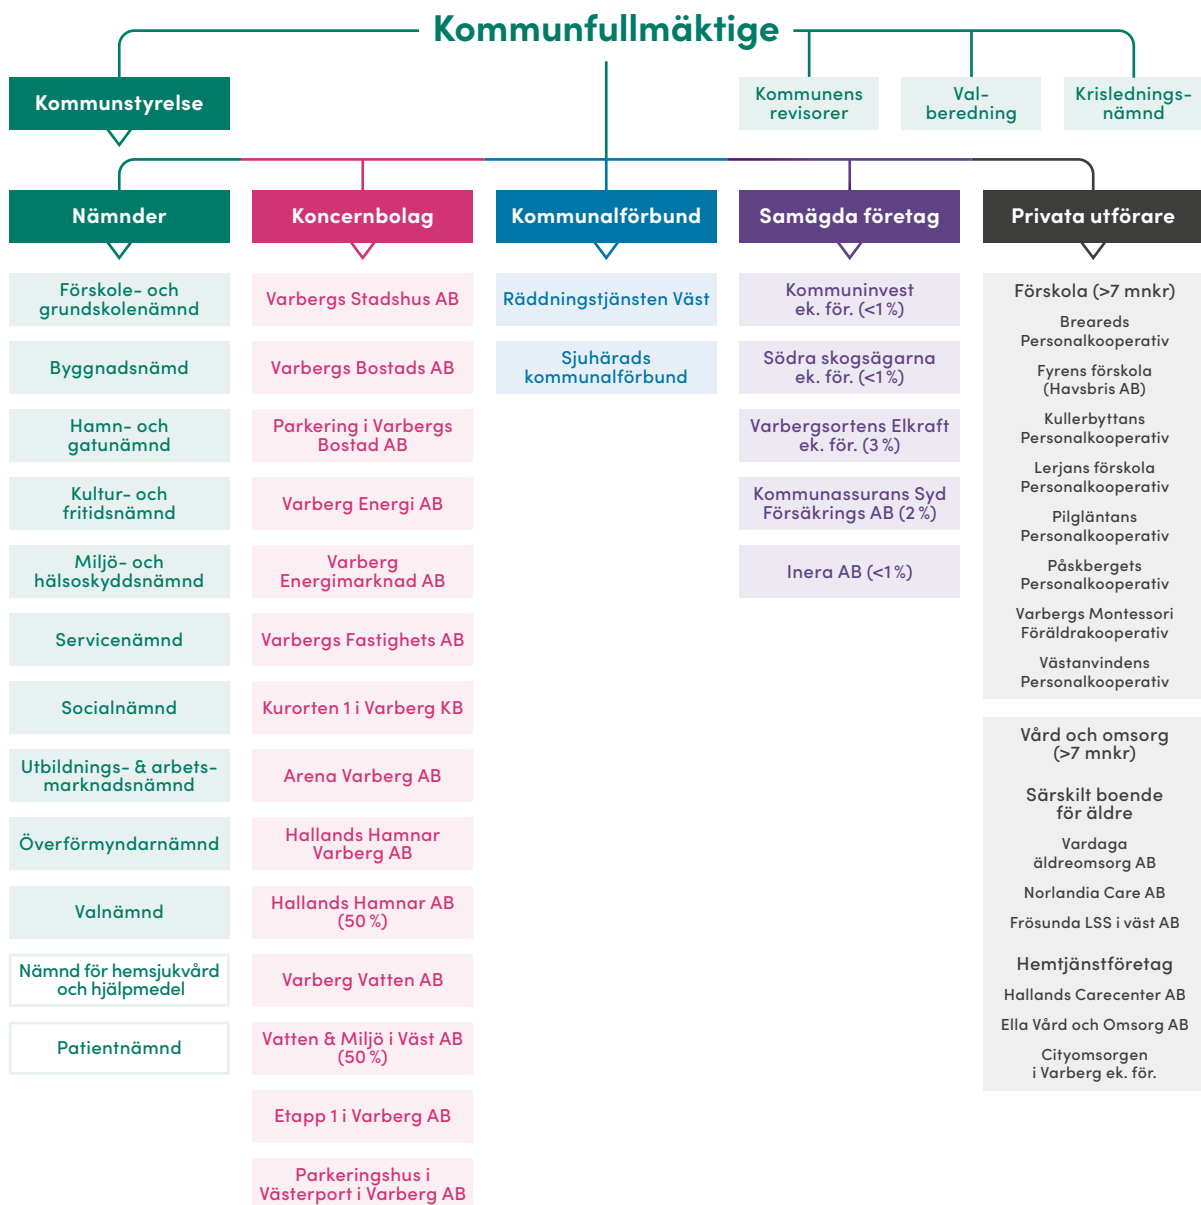 Kommunfullmäktige
Kommunstyrelse
Kommunens
revisorer
Val-
beredning
Krislednings-
nämnd
Nämnder
Förskole- och
grundskolenämnd
Byggnadsnämd
Hamn- och
gatunämnd
Kultur- och
fritidsnämnd
Miljö- och
hälsoskyddsnämnd
Servicenämnd
Socialnämnd
Utbildnings- & arbets-
marknadsnämnd
Överförmyndarnämnd
Valnämnd
Nämnd för hemsjukvård
och hjälpmedel
Patientnämnd
Koncernbolag
Varbergs Stadshus AB
Varbergs Bostads AB
Parkering i Varbergs
Bostad AB
Varberg Energi AB
Varberg
Energimarknad AB
Varbergs Fastighets AB
Kurorten 1 i Varberg KB
Arena Varberg AB
Hallands Hamnar
Varberg AB
Hallands Hamnar AB
(50 %)
Varberg Vatten AB
Vatten & Miljö i Väst AB
(50 %)
Etapp 1 i Varberg AB
Parkeringshus i
Västerport i Varberg AB
Kommunalförbund
Räddningstjänsten Väst
Sjuhärads
kommunalförbund
Samägda företag
Kommuninvest
ek. för. (<1 %)
Södra skogsägarna
ek. för. (<1 %)
Varbergsortens Elkraft
ek. för. (3 %)
Kommunassurans Syd
Försäkrings AB (2 %)
Inera AB (<1 %)
Privata utförare
Förskola (>7 mnkr)
Breareds
Personalkooperativ
Fyrens förskola
(Havsbris AB)
Kullerbyttans
Personalkooperativ
Lerjans förskola
Personalkooperativ
Pilgläntans
Personalkooperativ
Påskbergets
Personalkooperativ
Varbergs Montessori
Föräldrakooperativ
Västanvindens
Personalkooperativ
Vård och omsorg
(>7 mnkr)
Särskilt boende
för äldre
Vardaga
äldreomsorg AB
Norlandia Care AB
Frösunda LSS i väst AB
Hemtjänstföretag
Hallands Carecenter AB
Ella Vård och Omsorg AB
Cityomsorgen
i Varberg ek. för.